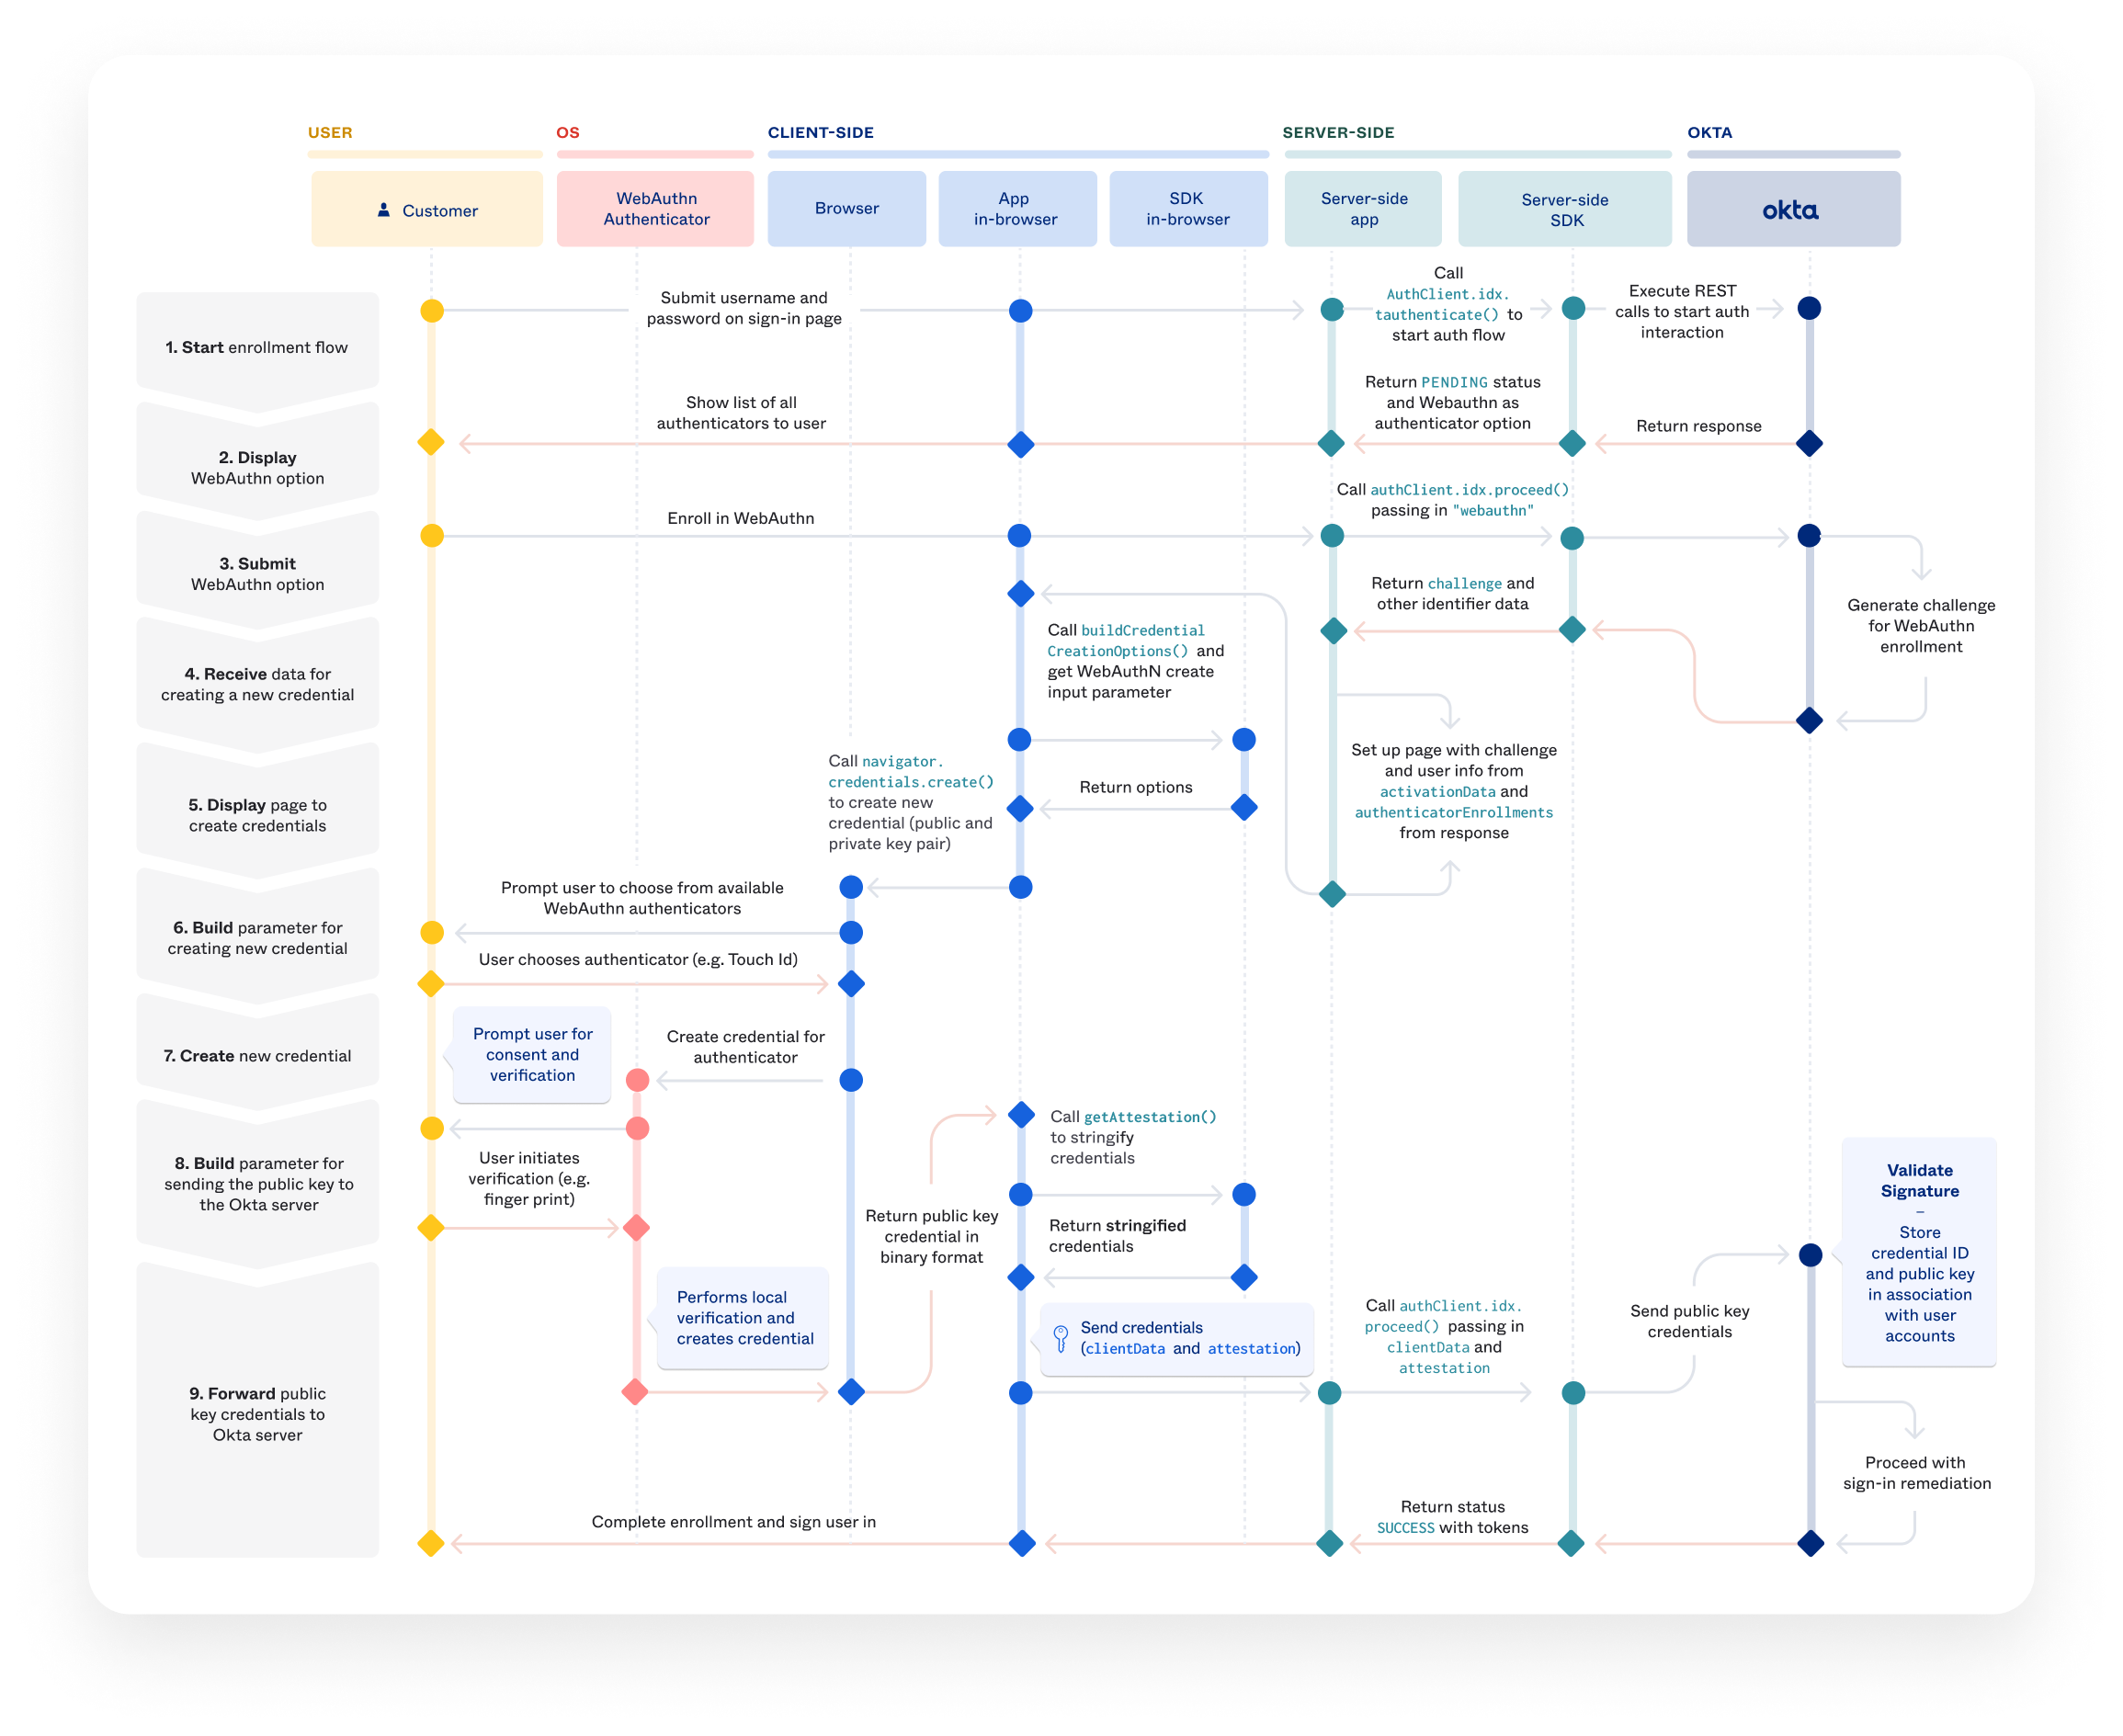 USER
OS
CLIENT-SIDE
SERVER-SIDE
OKTA
Customer
WebAuthn
Authenticator
Browser
App
in-browser
SDK
in-browser
Server-side
app
Server-side
SDK
okta
1. Start enrollment flow
Submit username and
password on sign-in page
Call
AuthClient.idx.
tauthenticate() to
start auth flow
Execute REST
calls to start auth
interaction
2. Display
WebAuthn option
Show list of all
authenticators to user
Return PENDING status
and Webauthn as
authenticator option
Return response
3. Submit
WebAuthn option
Enroll in WebAuthn
Call authClient.idx.proceed()
passing in "webauthn"
Return challenge and
other identifier data
Generate challenge
for WebAuthn
enrollment
4. Receive data for
creating a new credential
Call buildCredential
CreationOptions() and
get WebAuthN create
input parameter
5. Display page to
create credentials
Call navigator.
credentials.create()
to create new
credential (public and
private key pair)
Return options
Set up page with challenge
and user info from
activationData and
authenticatorEnrollments
from response
6. Build parameter for
creating new credential
Prompt user to choose from available
WebAuthn authenticators
User chooses authenticator (e.g. Touch Id)
7. Create new credential
Prompt user for
consent and
verification
Create credential for
authenticator
8. Build parameter for
sending the public key to
the Okta server
User initiates
verification (e.g.
finger print)
Return public key
credential in
binary format
Call getAttestation()
to stringify
credentials
Return stringified
credentials
Validate
Signature
–
Store
credential ID
and public key
in association
with user
accounts
9. Forward public
key credentials to
Okta server
Performs local
verification and
creates credential
Send credentials
(clientData and attestation)
Call authClient.idx.
proceed() passing in
clientData and
attestation
Send public key
credentials
Proceed with
sign-in remediation
Complete enrollment and sign user in
Return status
SUCCESS with tokens